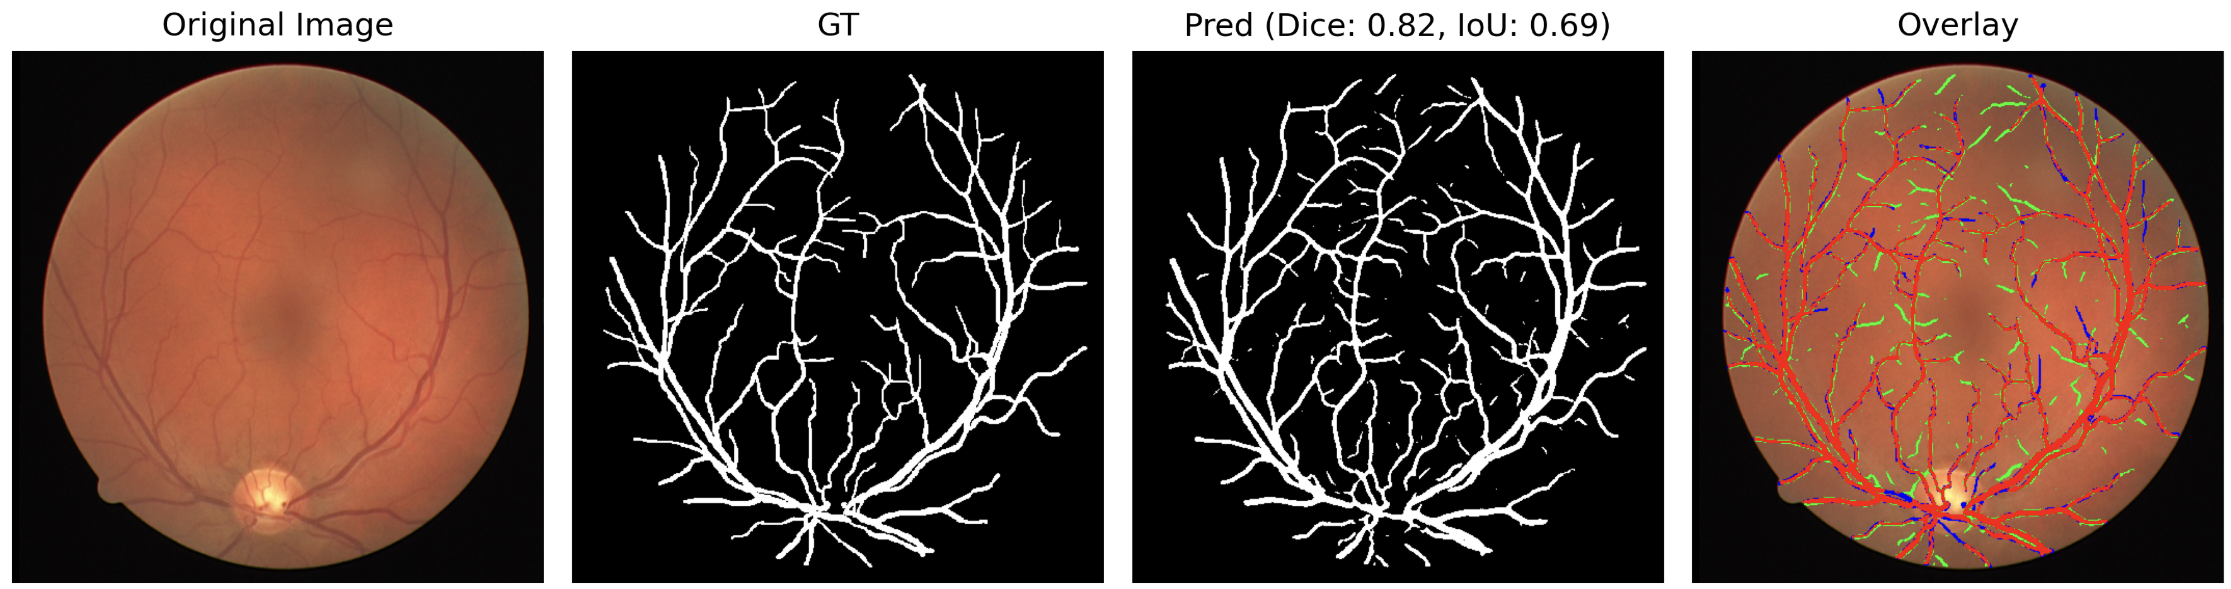 Original Image
GT
Pred (Dice: 0.82, IoU: 0.69)
Overlay